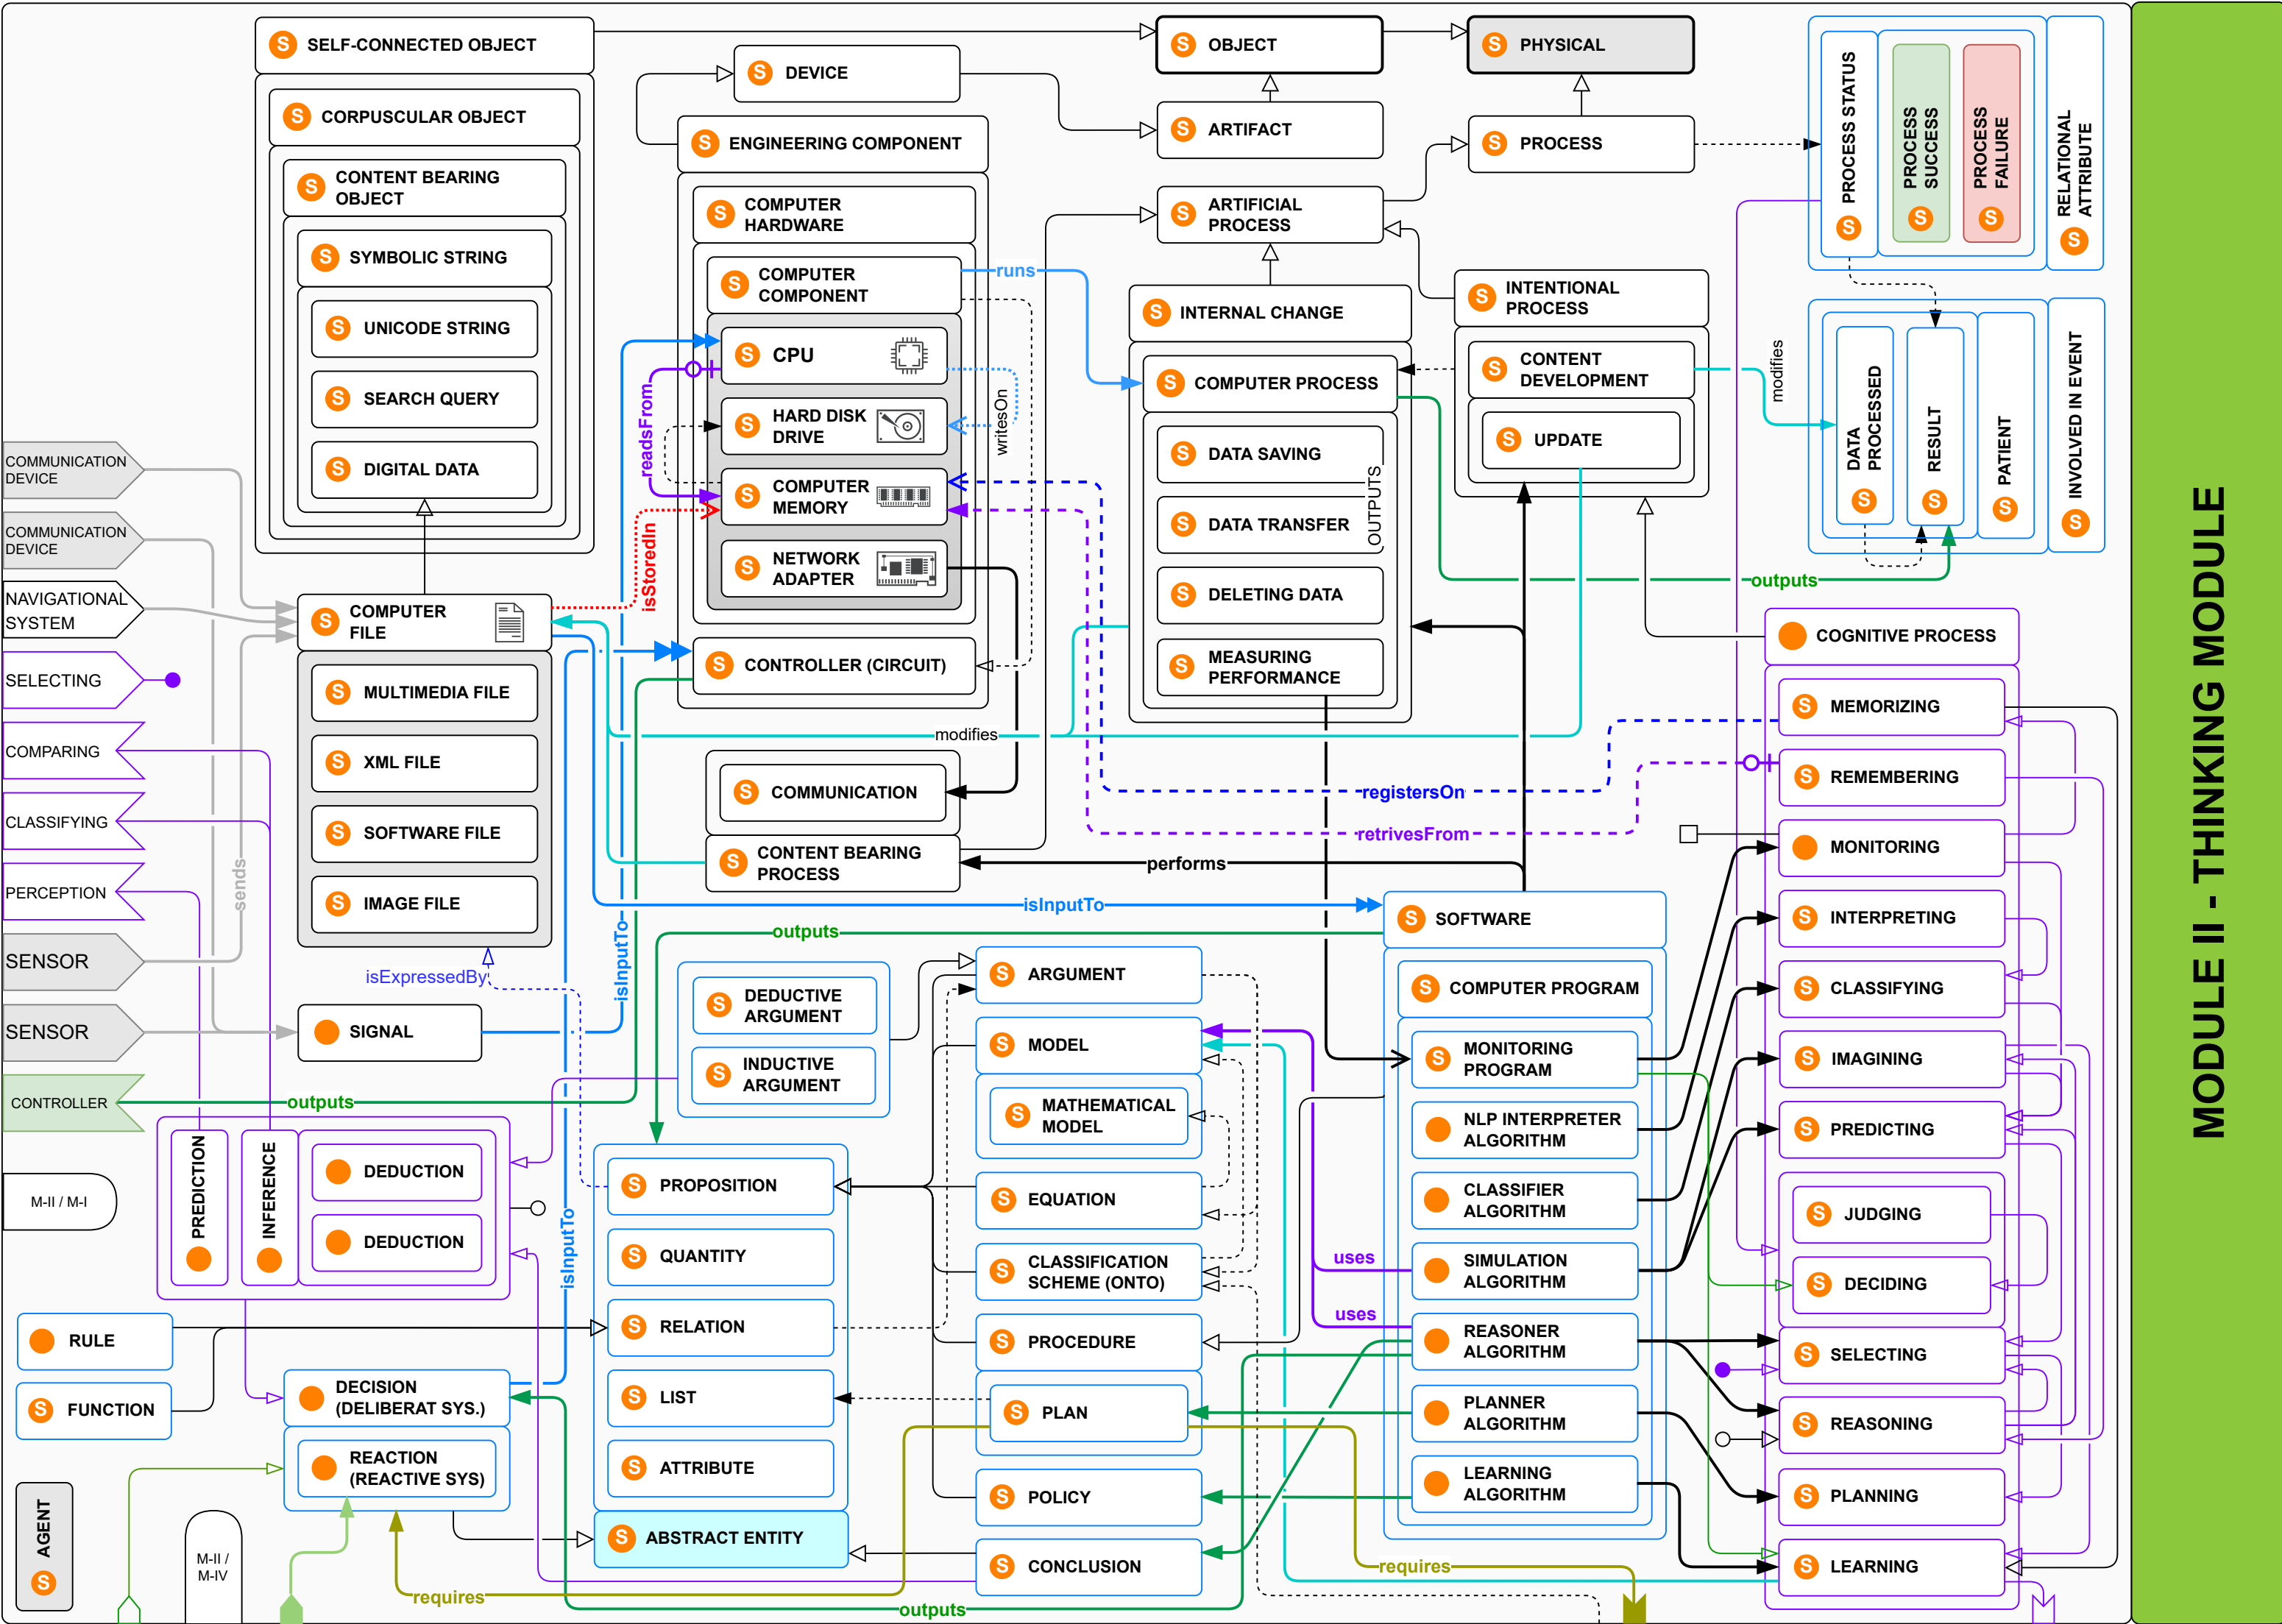 SELF-CONNECTED OBJECT
CORPUSCULAR OBJECT
CONTENT BEARING
OBJECT
SYMBOLIC STRING
UNICODE STRING
SEARCH QUERY
DIGITAL DATA
DEVICE
ENGINEERING COMPONENT
COMPUTER
HARDWARE
COMPUTER
COMPONENT
CPU
HARD DISK
DRIVE
COMPUTER
MEMORY
NETWORK
ADAPTER
CONTROLLER (CIRCUIT)
readsFrom
writesOn
isStoredIn
runs
OBJECT
PHYSICAL
ARTIFACT
PROCESS
ARTIFICIAL
PROCESS
INTERNAL CHANGE
COMPUTER PROCESS
DATA SAVING
DATA TRANSFER
DELETING DATA
MEASURING
PERFORMANCE
OUTPUTS
INTENTIONAL
PROCESS
CONTENT
DEVELOPMENT
UPDATE
modifies
PROCESS STATUS
PROCESS
SUCCESS
PROCESS
FAILURE
RELATIONAL
ATTRIBUTE
DATA
PROCESSED
RESULT
PATIENT
INVOLVED IN EVENT
outputs
COMMUNICATION
DEVICE
COMMUNICATION
DEVICE
NAVIGATIONAL
SYSTEM
SELECTING
COMPARING
CLASSIFYING
PERCEPTION
SENSOR
SENSOR
CONTROLLER
sends
COMPUTER
FILE
MULTIMEDIA FILE
XML FILE
SOFTWARE FILE
IMAGE FILE
isExpressedBy
SIGNAL
isInputTo
outputs
modifies
COMMUNICATION
CONTENT BEARING
PROCESS
registersOn
retrivesFrom
performs
isInputTo
outputs
COGNITIVE PROCESS
MEMORIZING
REMEMBERING
MONITORING
INTERPRETING
CLASSIFYING
IMAGINING
PREDICTING
JUDGING
DECIDING
SELECTING
REASONING
PLANNING
LEARNING
SOFTWARE
COMPUTER PROGRAM
MONITORING
PROGRAM
NLP INTERPRETER
ALGORITHM
CLASSIFIER
ALGORITHM
SIMULATION
ALGORITHM
REASONER
ALGORITHM
PLANNER
ALGORITHM
LEARNING
ALGORITHM
uses
uses
DEDUCTIVE
ARGUMENT
INDUCTIVE
ARGUMENT
ARGUMENT
MODEL
MATHEMATICAL
MODEL
EQUATION
CLASSIFICATION
SCHEME (ONTO)
PROCEDURE
PLAN
POLICY
CONCLUSION
PROPOSITION
QUANTITY
RELATION
LIST
ATTRIBUTE
ABSTRACT ENTITY
M-II / M-I
PREDICTION
INFERENCE
DEDUCTION
DEDUCTION
isInputTo
RULE
FUNCTION
DECISION
(DELIBERAT SYS.)
REACTION
(REACTIVE SYS)
AGENT
M-II /
M-IV
requires
outputs
requires
MODULE II - THINKING MODULE